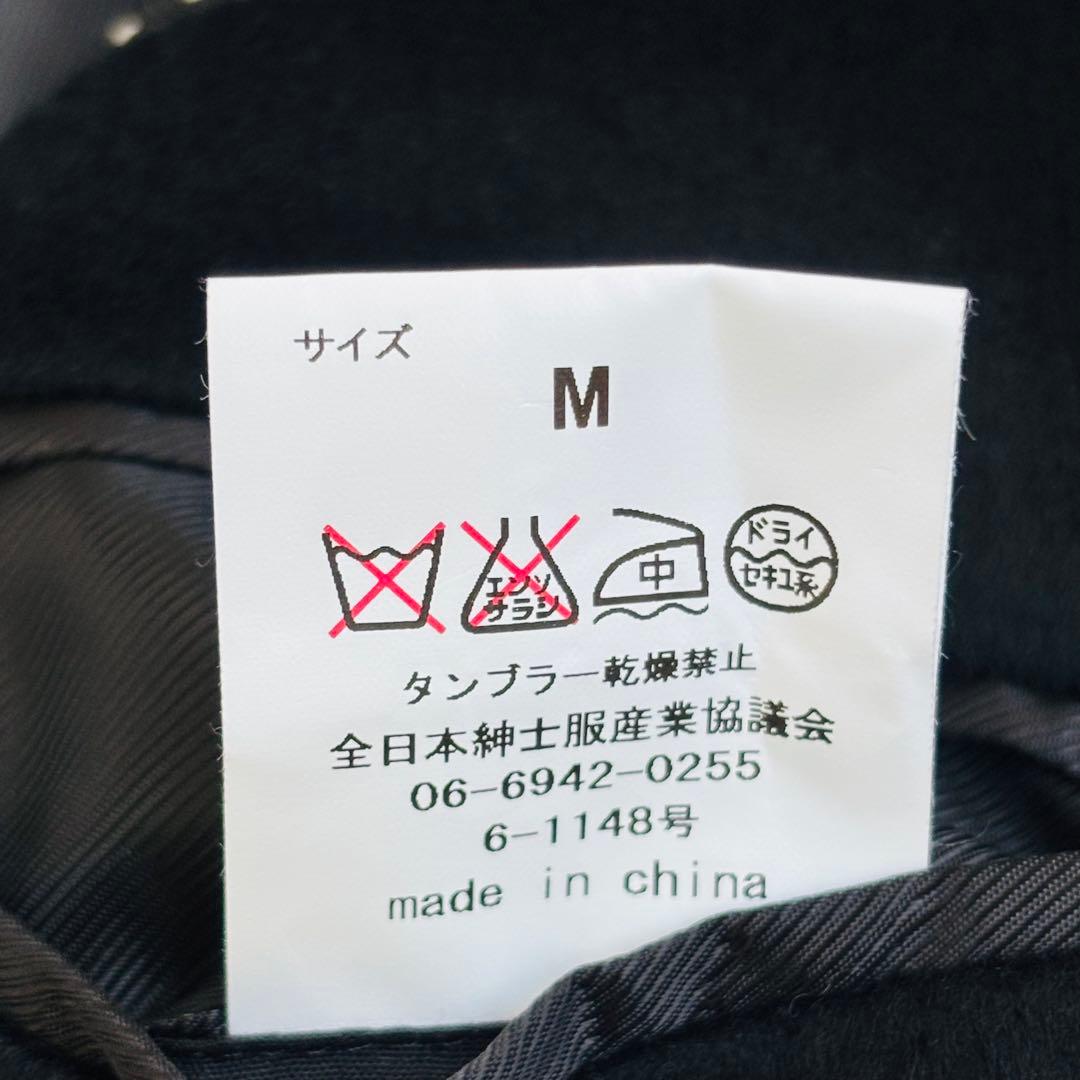 サイズ
M
エンソ
サラシ
中
ドライ
セキユ系
タンブラー乾燥禁止
全日本紳士服産業協議会
06-6942-0255
6-1148号
made in china